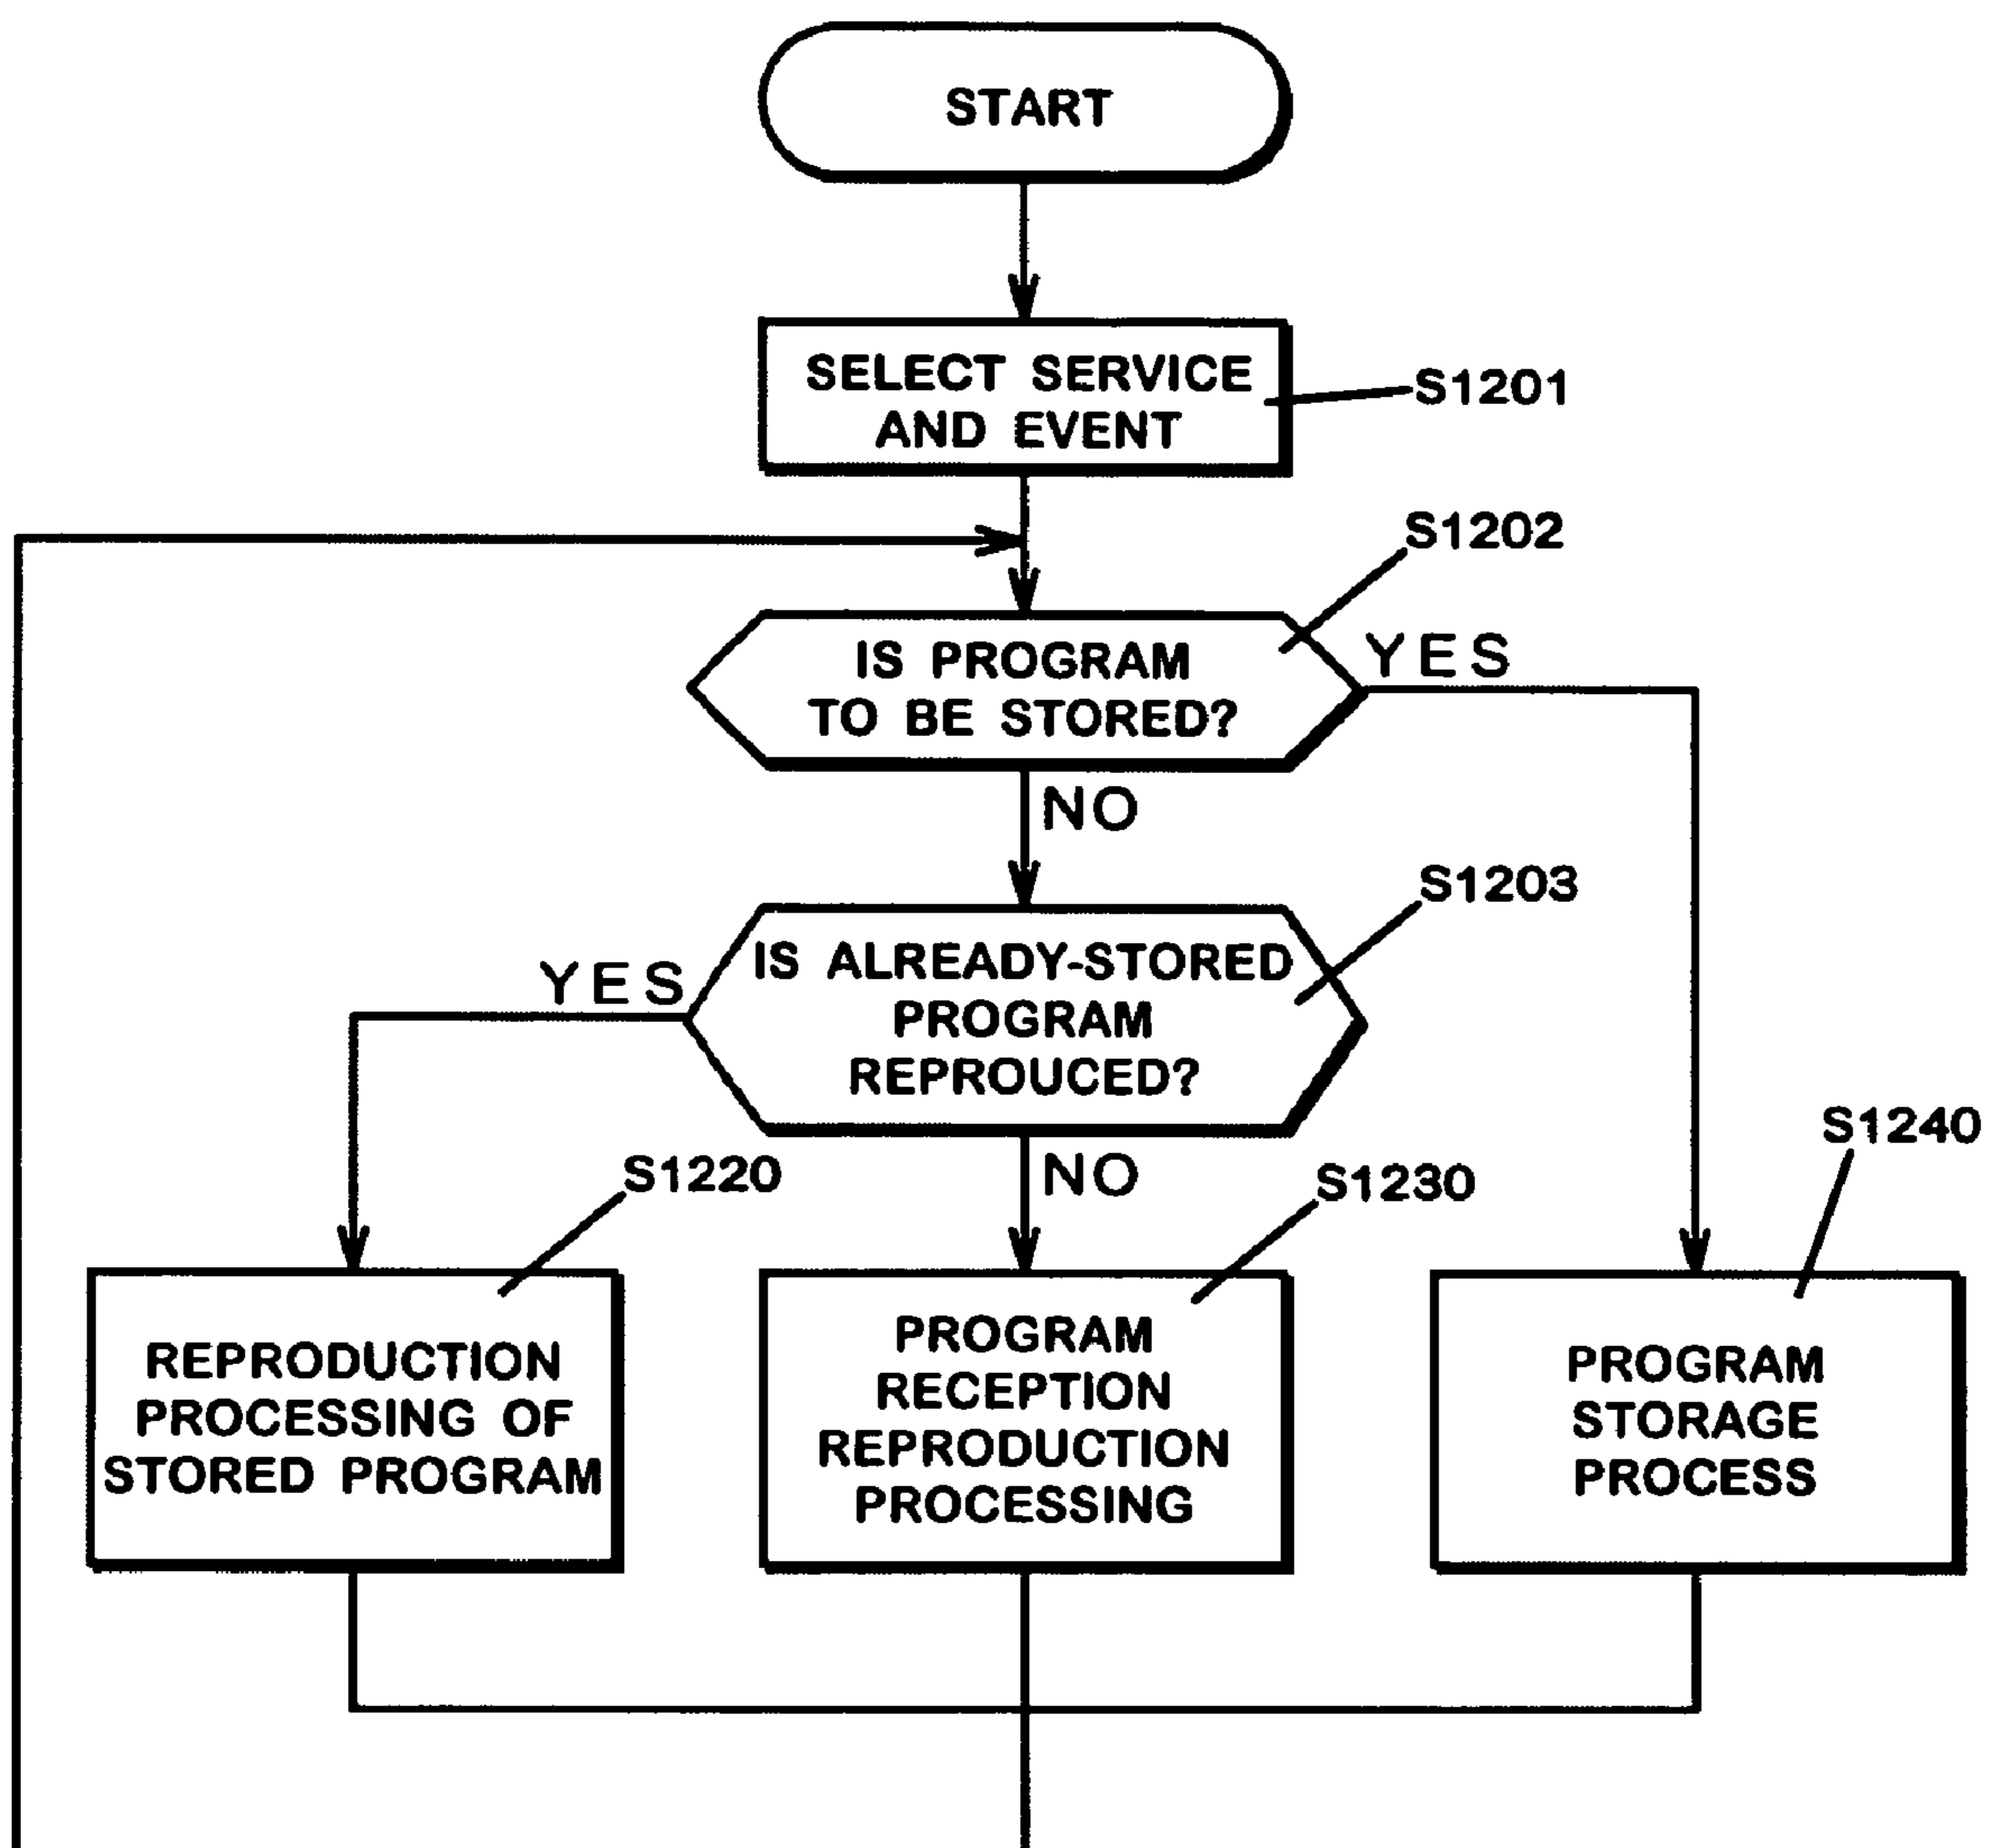 START
SELECT SERVICE
AND EVENT
S1201
S1202
IS PROGRAM
TO BE STORED?
YES
NO
S1203
IS ALREADY-STORED
PROGRAM
REPROUCED?
YES
NO
S1220
S1230
S1240
REPRODUCTION
PROCESSING OF
STORED PROGRAM
PROGRAM
RECEPTION
REPRODUCTION
PROCESSING
PROGRAM
STORAGE
PROCESS